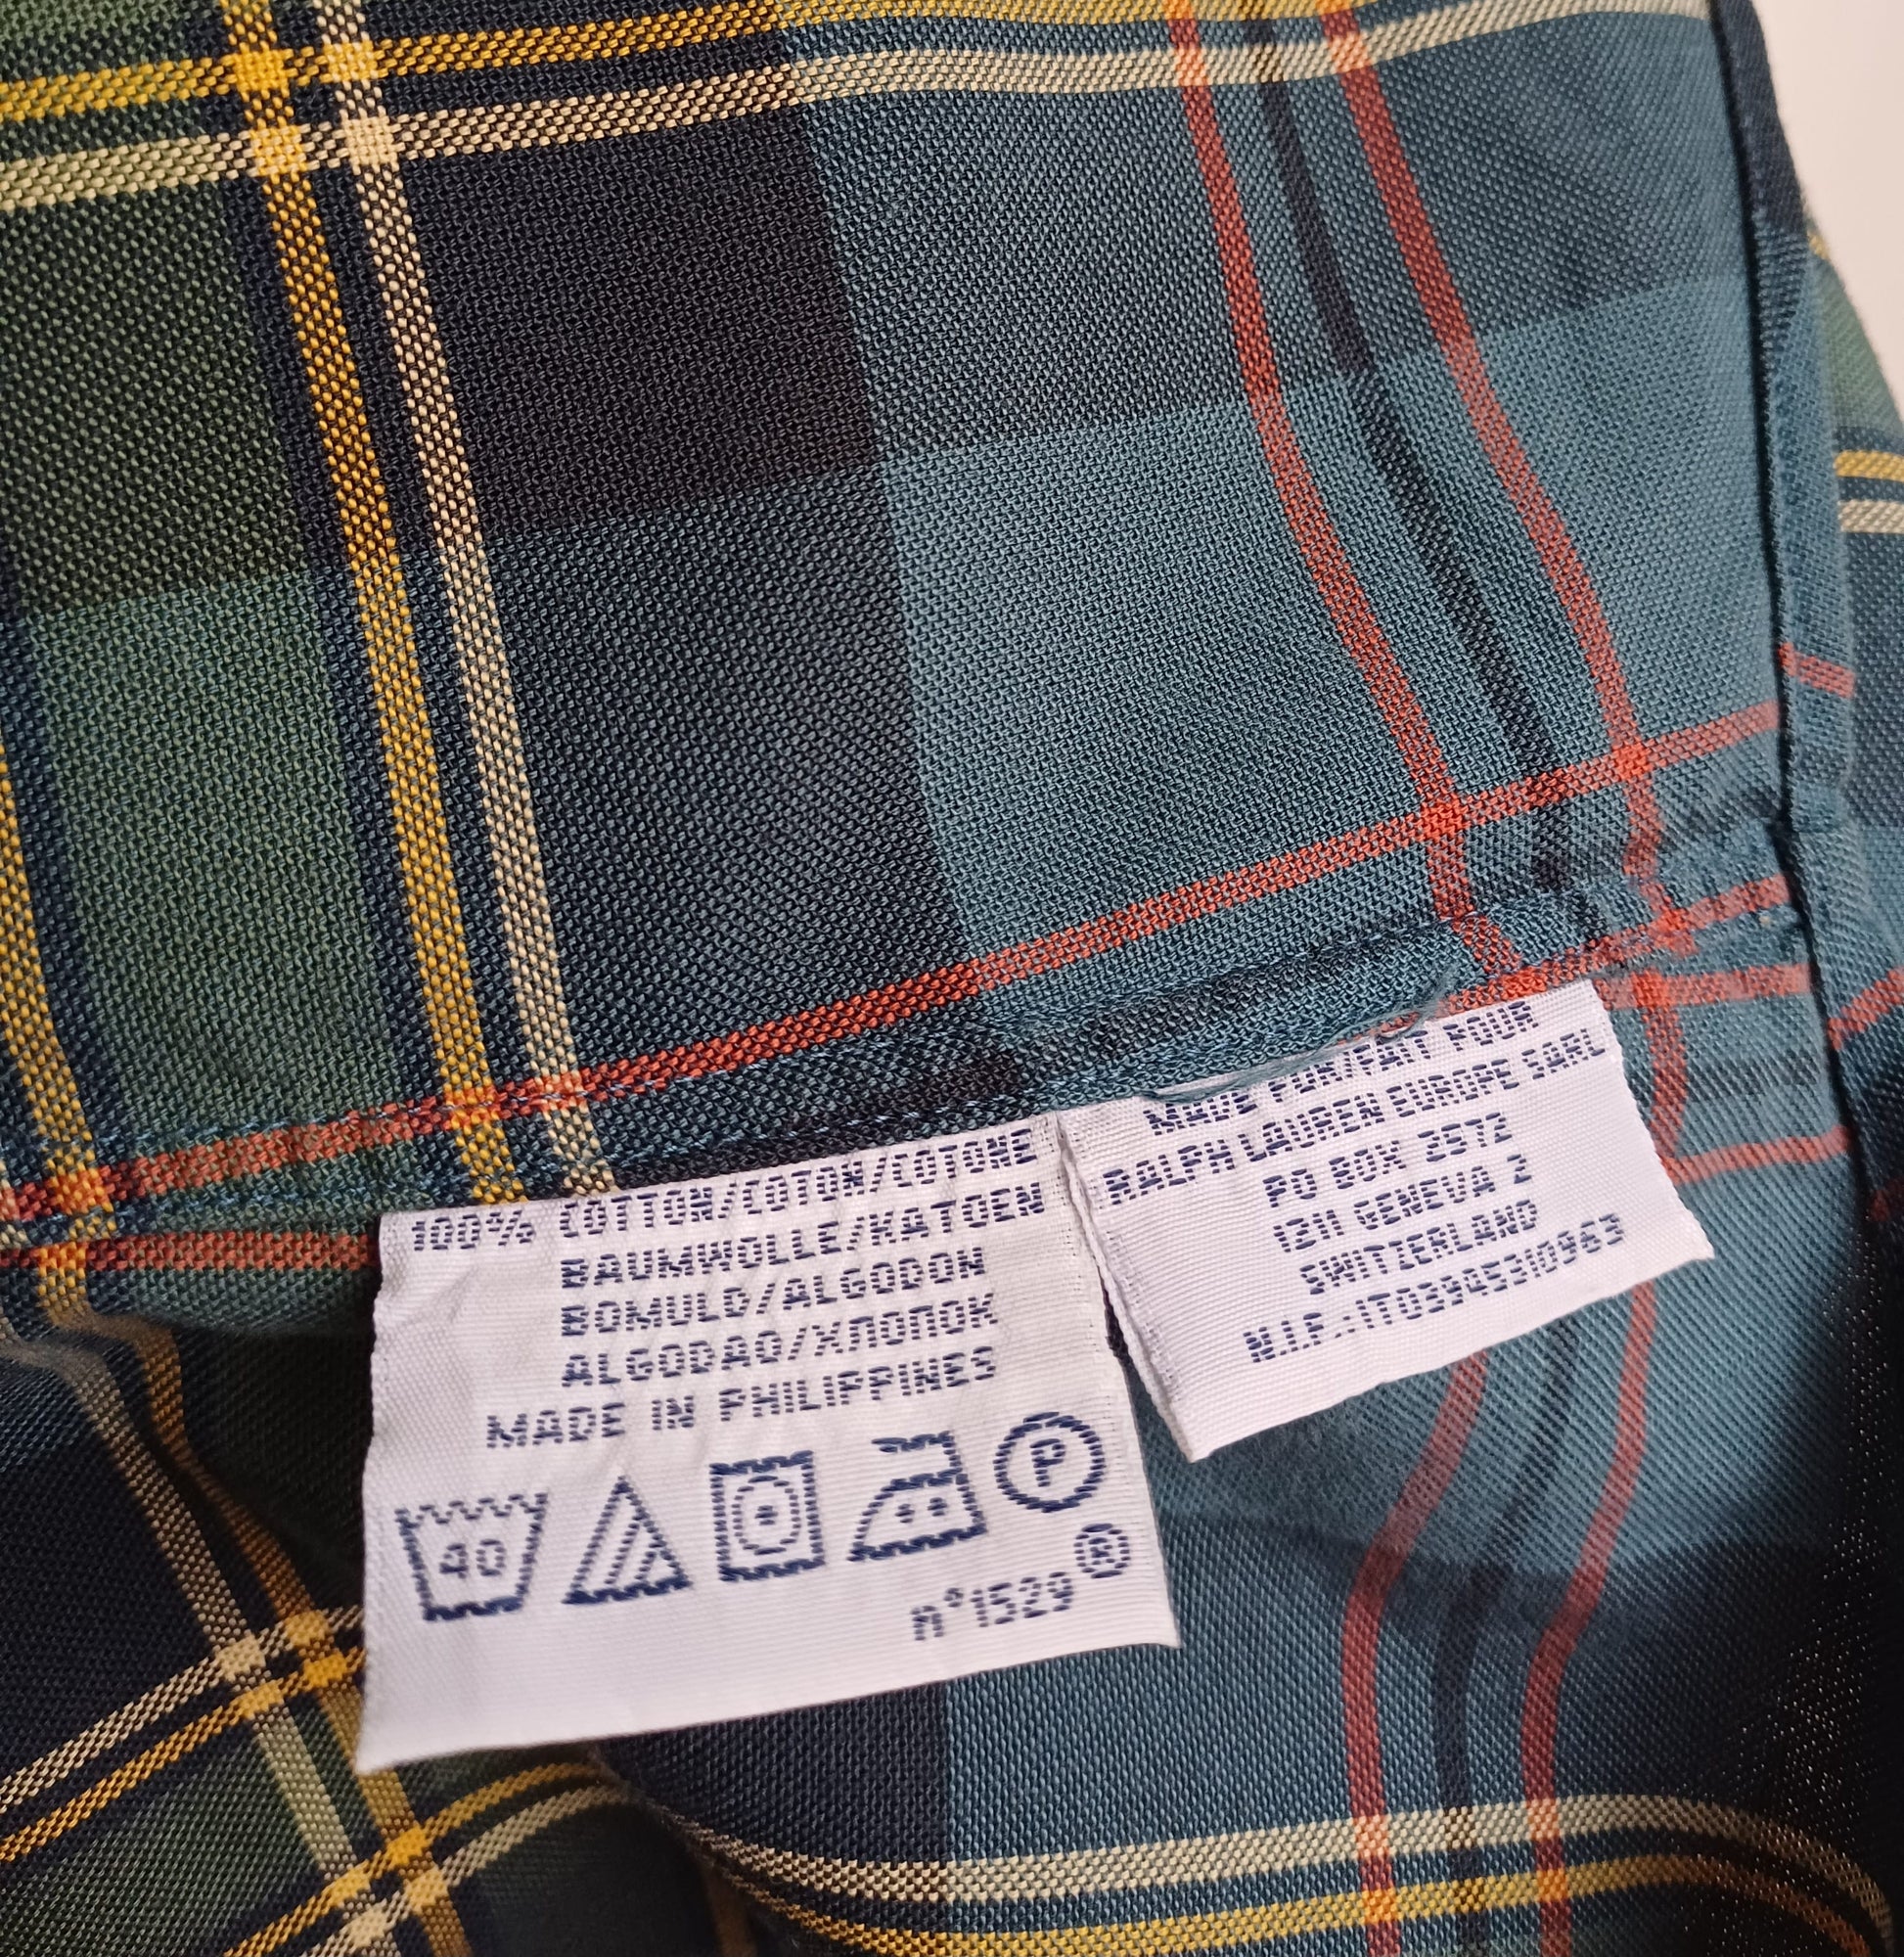 100% COTTON/COTON/COTONE
BAUMWOLLE/KATOEN
BOMULD/ALGODON
ALGODAO/ХЛОПОК
MADE IN PHILIPPINES
40
P
n°1529®
MADE FOR/FAIT POUR
RALPH LAUREN EUROPE SARL
PO BOX 2572
1211 GENEVA 2
SWITZERLAND
N.I.F.:IT03945310963